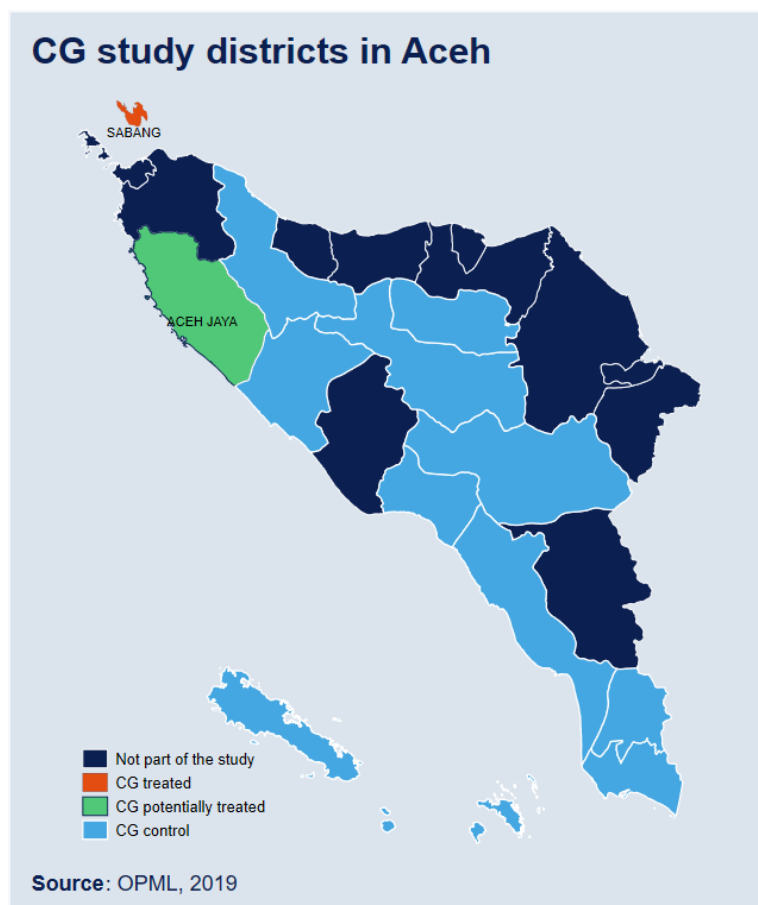 CG study districts in Aceh
SABANG
ACEH JAYA
Not part of the study
CG treated
CG potentially treated
CG control
Source: OPML, 2019